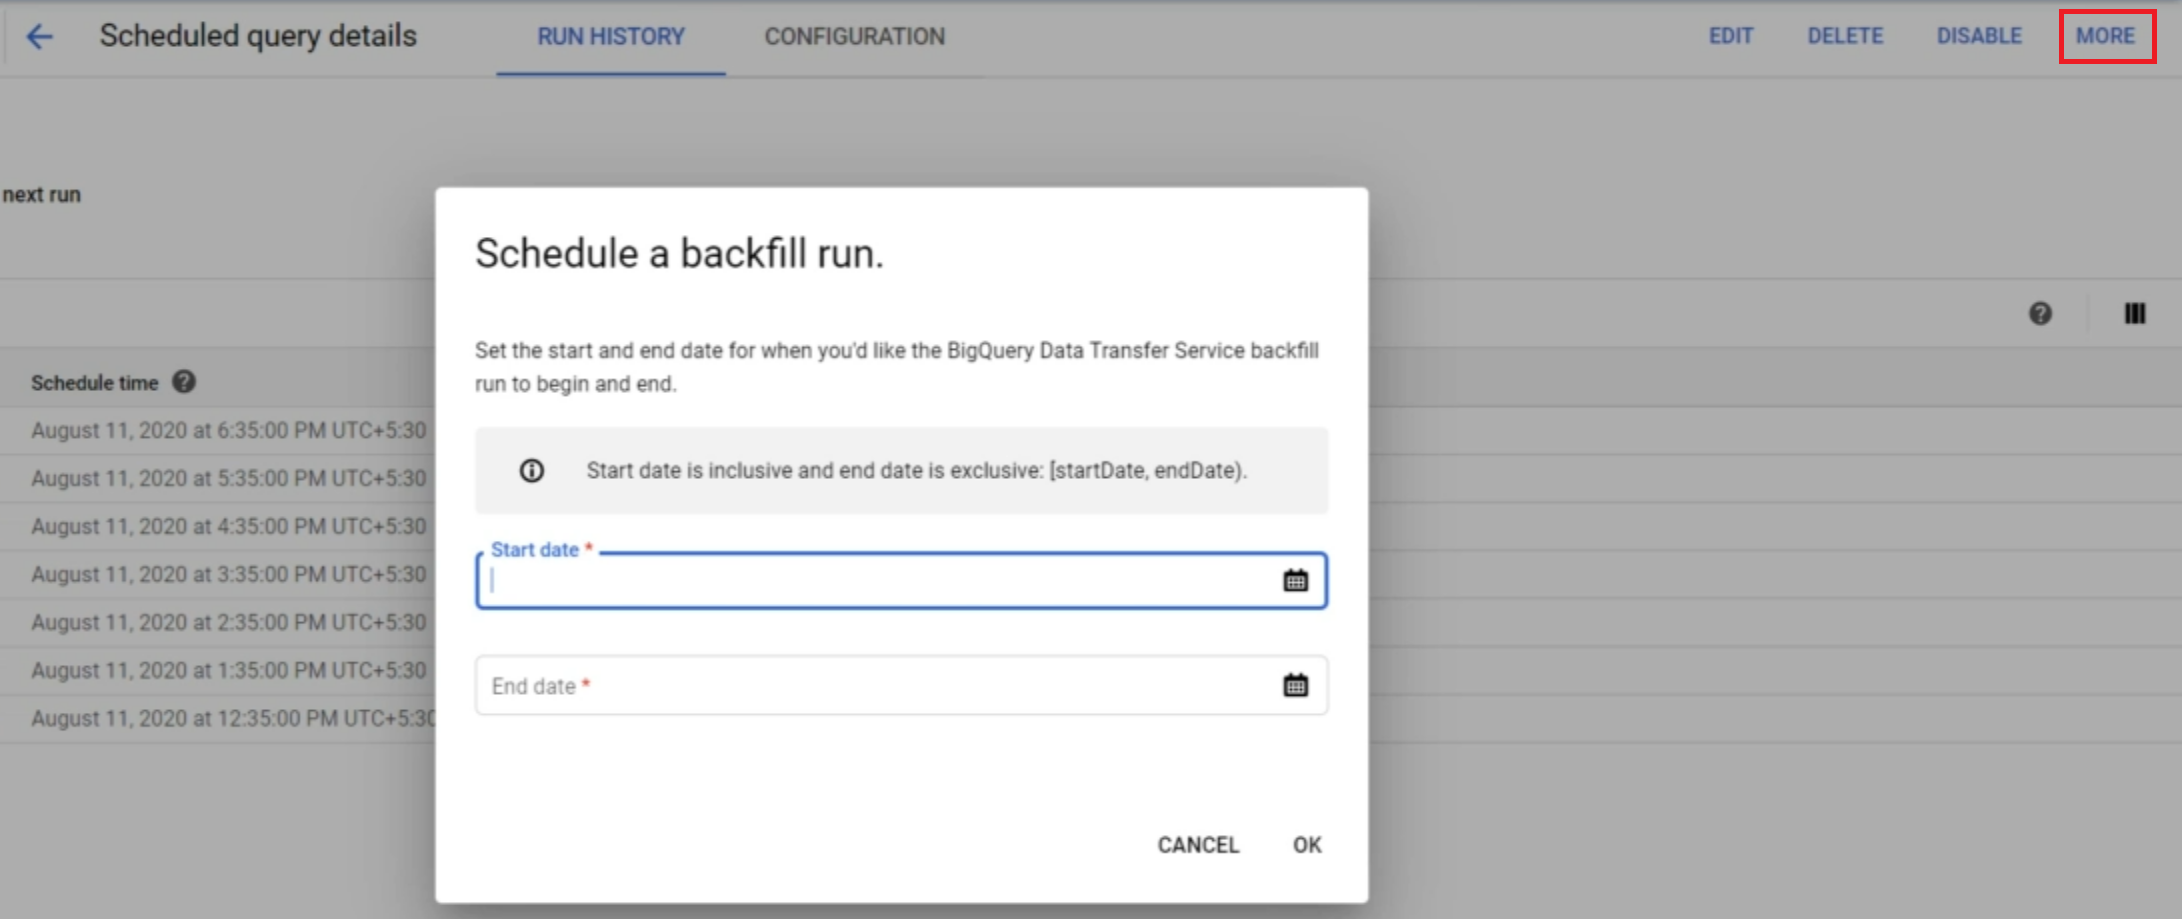 Scheduled query details
RUN HISTORY
CONFIGURATION
EDIT
DELETE
DISABLE
MORE
next run
Schedule time
August 11, 2020 at 6:35:00 PM UTC+5:30
August 11, 2020 at 5:35:00 PM UTC+5:30
August 11, 2020 at 4:35:00 PM UTC+5:30
August 11, 2020 at 3:35:00 PM UTC+5:30
August 11, 2020 at 2:35:00 PM UTC+5:30
August 11, 2020 at 1:35:00 PM UTC+5:30
August 11, 2020 at 12:35:00 PM UTC+5:30
Schedule a backfill run.
Set the start and end date for when you'd like the BigQuery Data Transfer Service backfill
run to begin and end.
Start date is inclusive and end date is exclusive: [startDate, endDate).
Start date *
End date *
CANCEL
OK